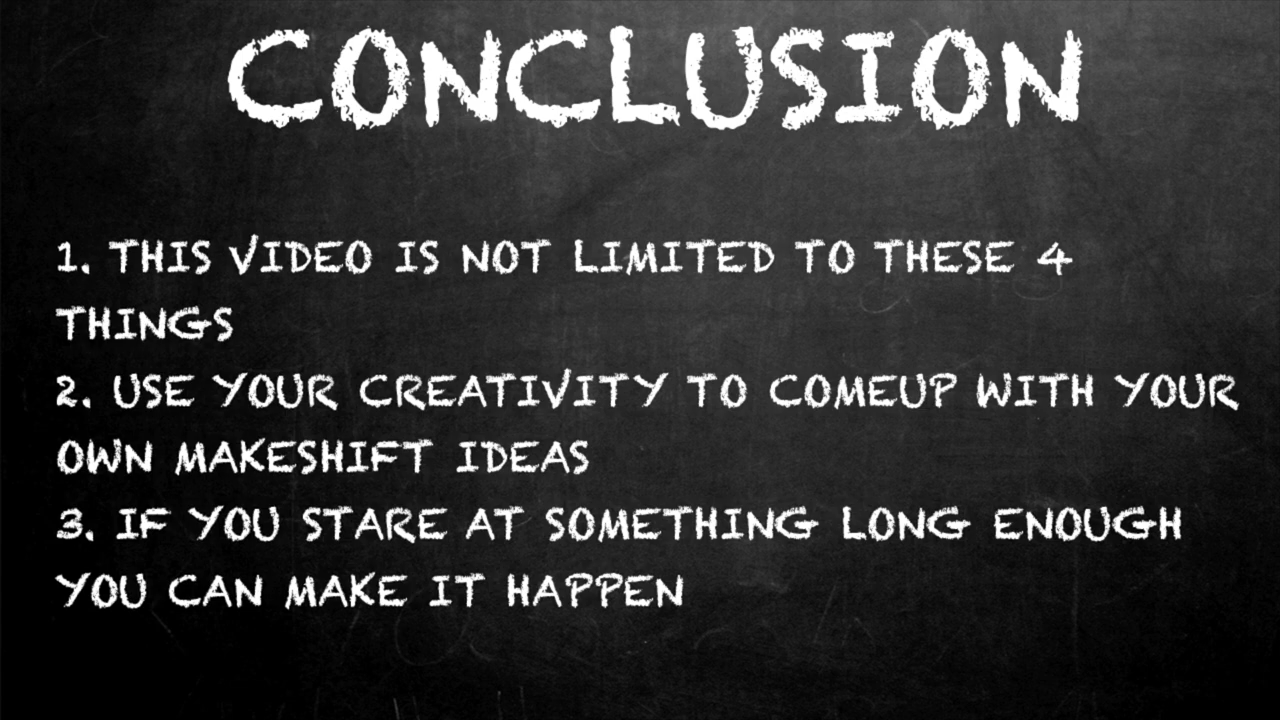 CONCLUSION
1. THIS VIDEO IS NOT LIMITED TO THESE 4
THINGS
2. USE YOUR CREATIVITY TO COMEUP WITH YOUR
OWN MAKESHIFT IDEAS
3. IF YOU STARE AT SOMETHING LONG ENOUGH
YOU CAN MAKE IT HAPPEN